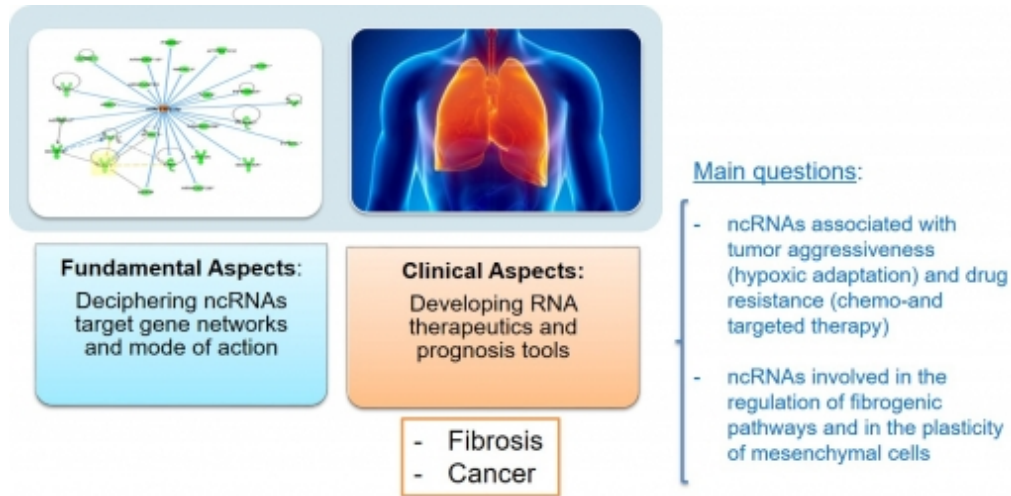 Fundamental Aspects:
Deciphering ncRNAs
target gene networks
and mode of action
Clinical Aspects:
Developing RNA
therapeutics and
prognosis tools
- Fibrosis
- Cancer
Main questions:
- ncRNAs associated with
tumor aggressiveness
(hypoxic adaptation) and drug
resistance (chemo-and
targeted therapy)
- ncRNAs involved in the
regulation of fibrogenic
pathways and in the plasticity
of mesenchymal cells